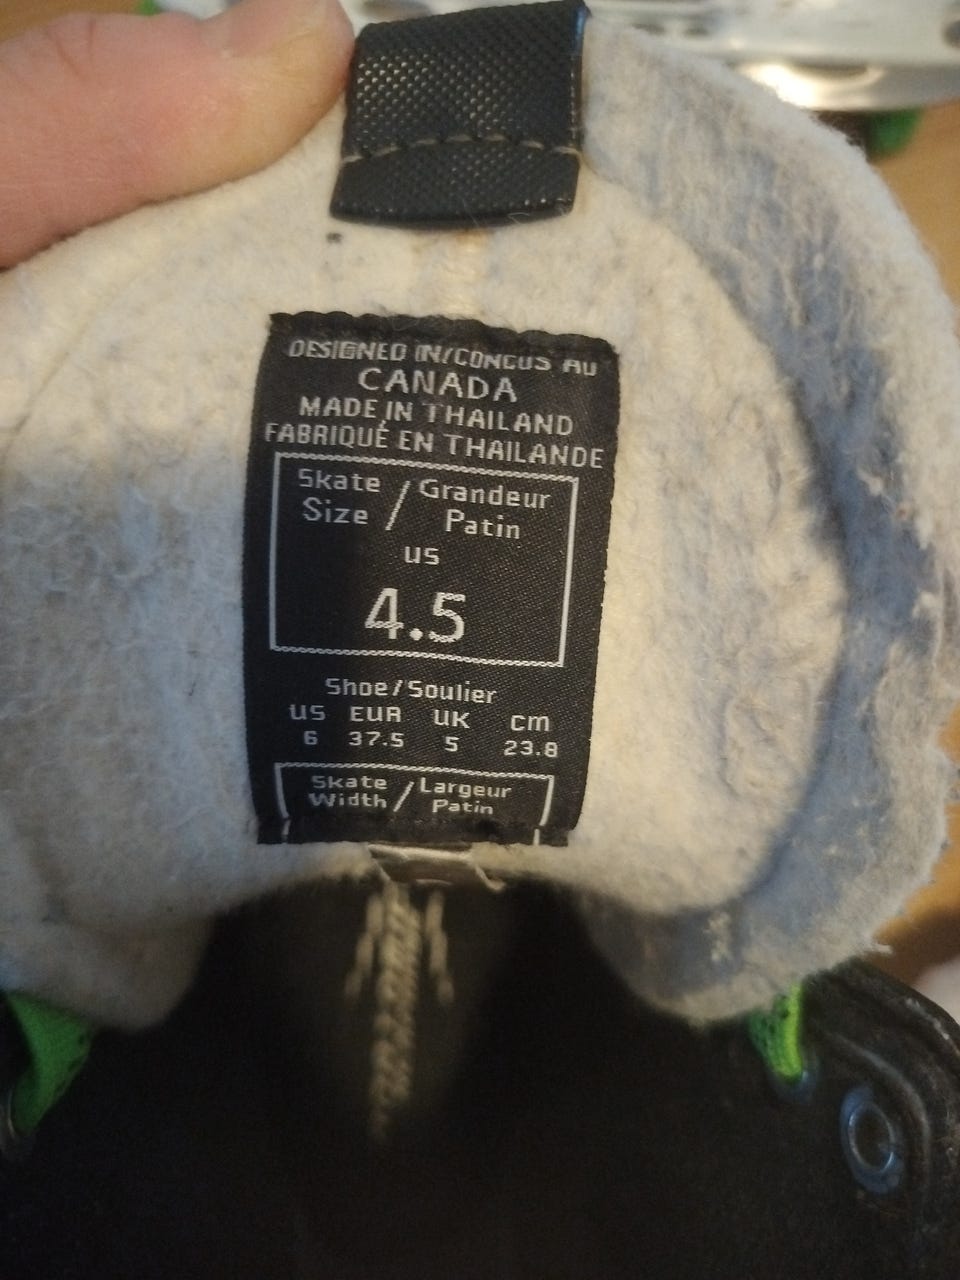 DESIGNED IN/CONCUS AU
CANADA
MADE IN THAILAND
FABRIQUÉ EN THAILANDE
Skate / Grandeur
Size Patin
US
4.5
Shoe/Soulier
US EUR UK cm
6 37.5 5 23.8
Skate / Largeur
Width Patin